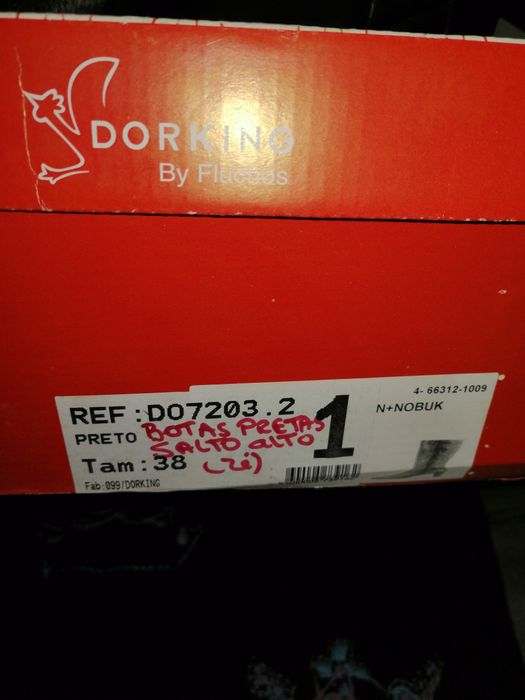 DORKING
By Fluchos
4- 66312-1009
REF:DO7203.2
N+NOBUK
PRETO
BOTAS PRETAS
SALTO ALTO
(Zé)
1
Tam:38
Fab:099/DORKING